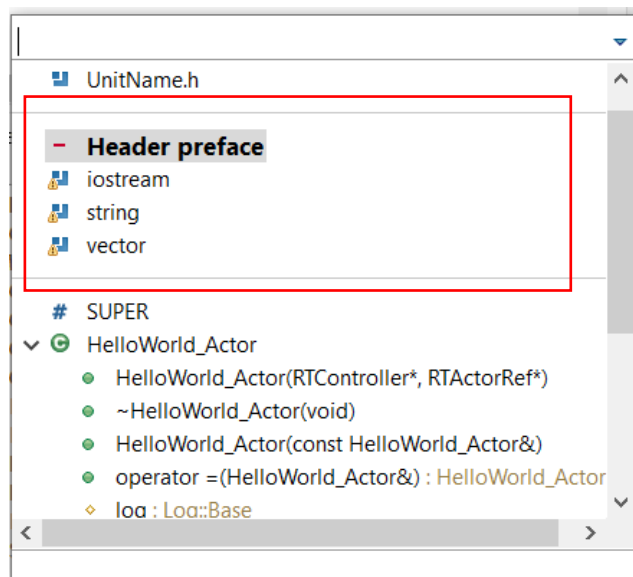 UnitName.h
Header preface
iostream
string
vector
# SUPER
HelloWorld_Actor
HelloWorld_Actor(RTController*, RTActorRef*)
~HelloWorld_Actor(void)
HelloWorld_Actor(const HelloWorld_Actor&)
operator =(HelloWorld_Actor&) : HelloWorld_Actor
log : Log::Base